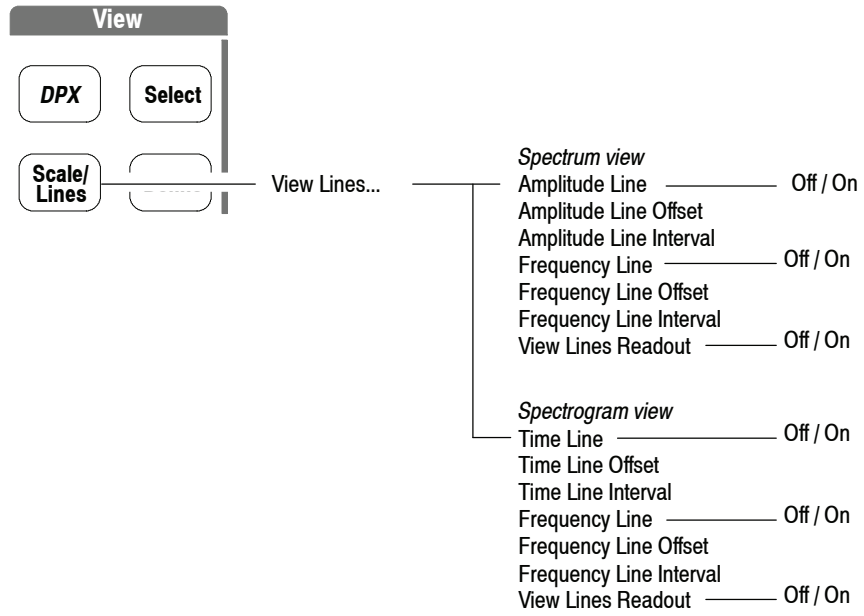 View
DPX Select
Scale/
Lines
View Lines...
Spectrum view
Amplitude Line Off / On
Amplitude Line Offset
Amplitude Line Interval
Frequency Line Off / On
Frequency Line Offset
Frequency Line Interval
View Lines Readout Off / On
Spectrogram view
Time Line Off / On
Time Line Offset
Time Line Interval
Frequency Line Off / On
Frequency Line Offset
Frequency Line Interval
View Lines Readout Off / On